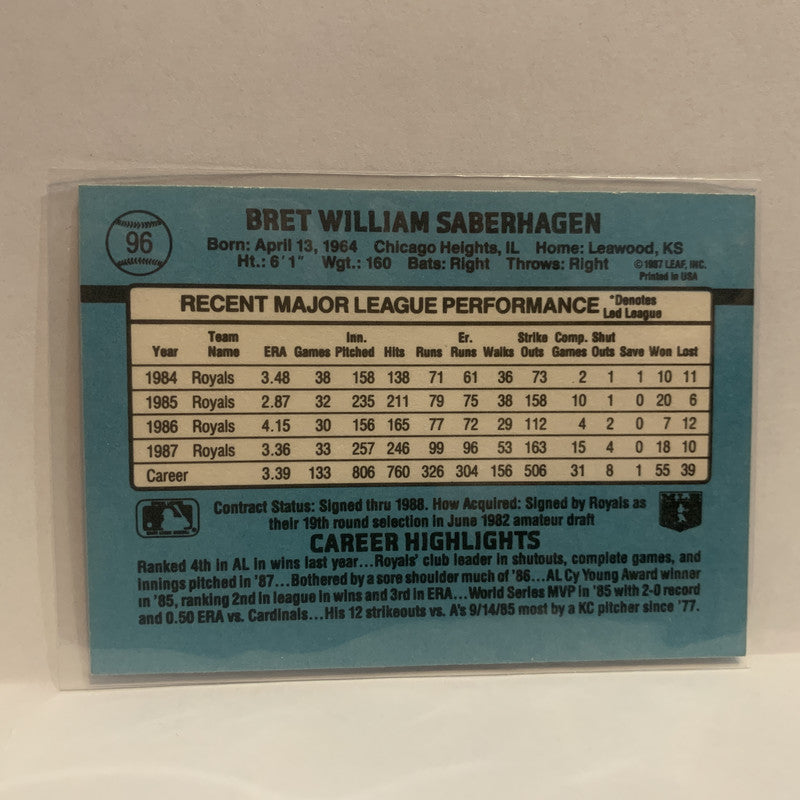 96
BRET WILLIAM SABERHAGEN
Born: April 13, 1964 Chicago Heights, IL Home: Leawood, KS
Ht.: 6'1" Wgt.: 160 Bats: Right Throws: Right
©1987 LEAF, INC.
Printed in USA
RECENT MAJOR LEAGUE PERFORMANCE *Denotes Led League
Year Team Name ERA Games Inn. Pitched Hits Runs Er. Runs Walks Strike Outs Comp. Games Shut Outs Save Won Lost
1984 Royals 3.48 38 158 138 71 61 36 73 2 1 1 10 11
1985 Royals 2.87 32 235 211 79 75 38 158 10 1 0 20 6
1986 Royals 4.15 30 156 165 77 72 29 112 4 2 0 7 12
1987 Royals 3.36 33 257 246 99 96 53 163 15 4 0 18 10
Career 3.39 133 806 760 326 304 156 506 31 8 1 55 39
Contract Status: Signed thru 1988. How Acquired: Signed by Royals as
their 19th round selection in June 1982 amateur draft
CAREER HIGHLIGHTS
Ranked 4th in AL in wins last year...Royals' club leader in shutouts, complete games, and
innings pitched in '87...Bothered by a sore shoulder much of '86...AL Cy Young Award winner
in '85, ranking 2nd in league in wins and 3rd in ERA...World Series MVP in '85 with 2-0 record
and 0.50 ERA vs. Cardinals...His 12 strikeouts vs. A's 9/14/85 most by a KC pitcher since '77.